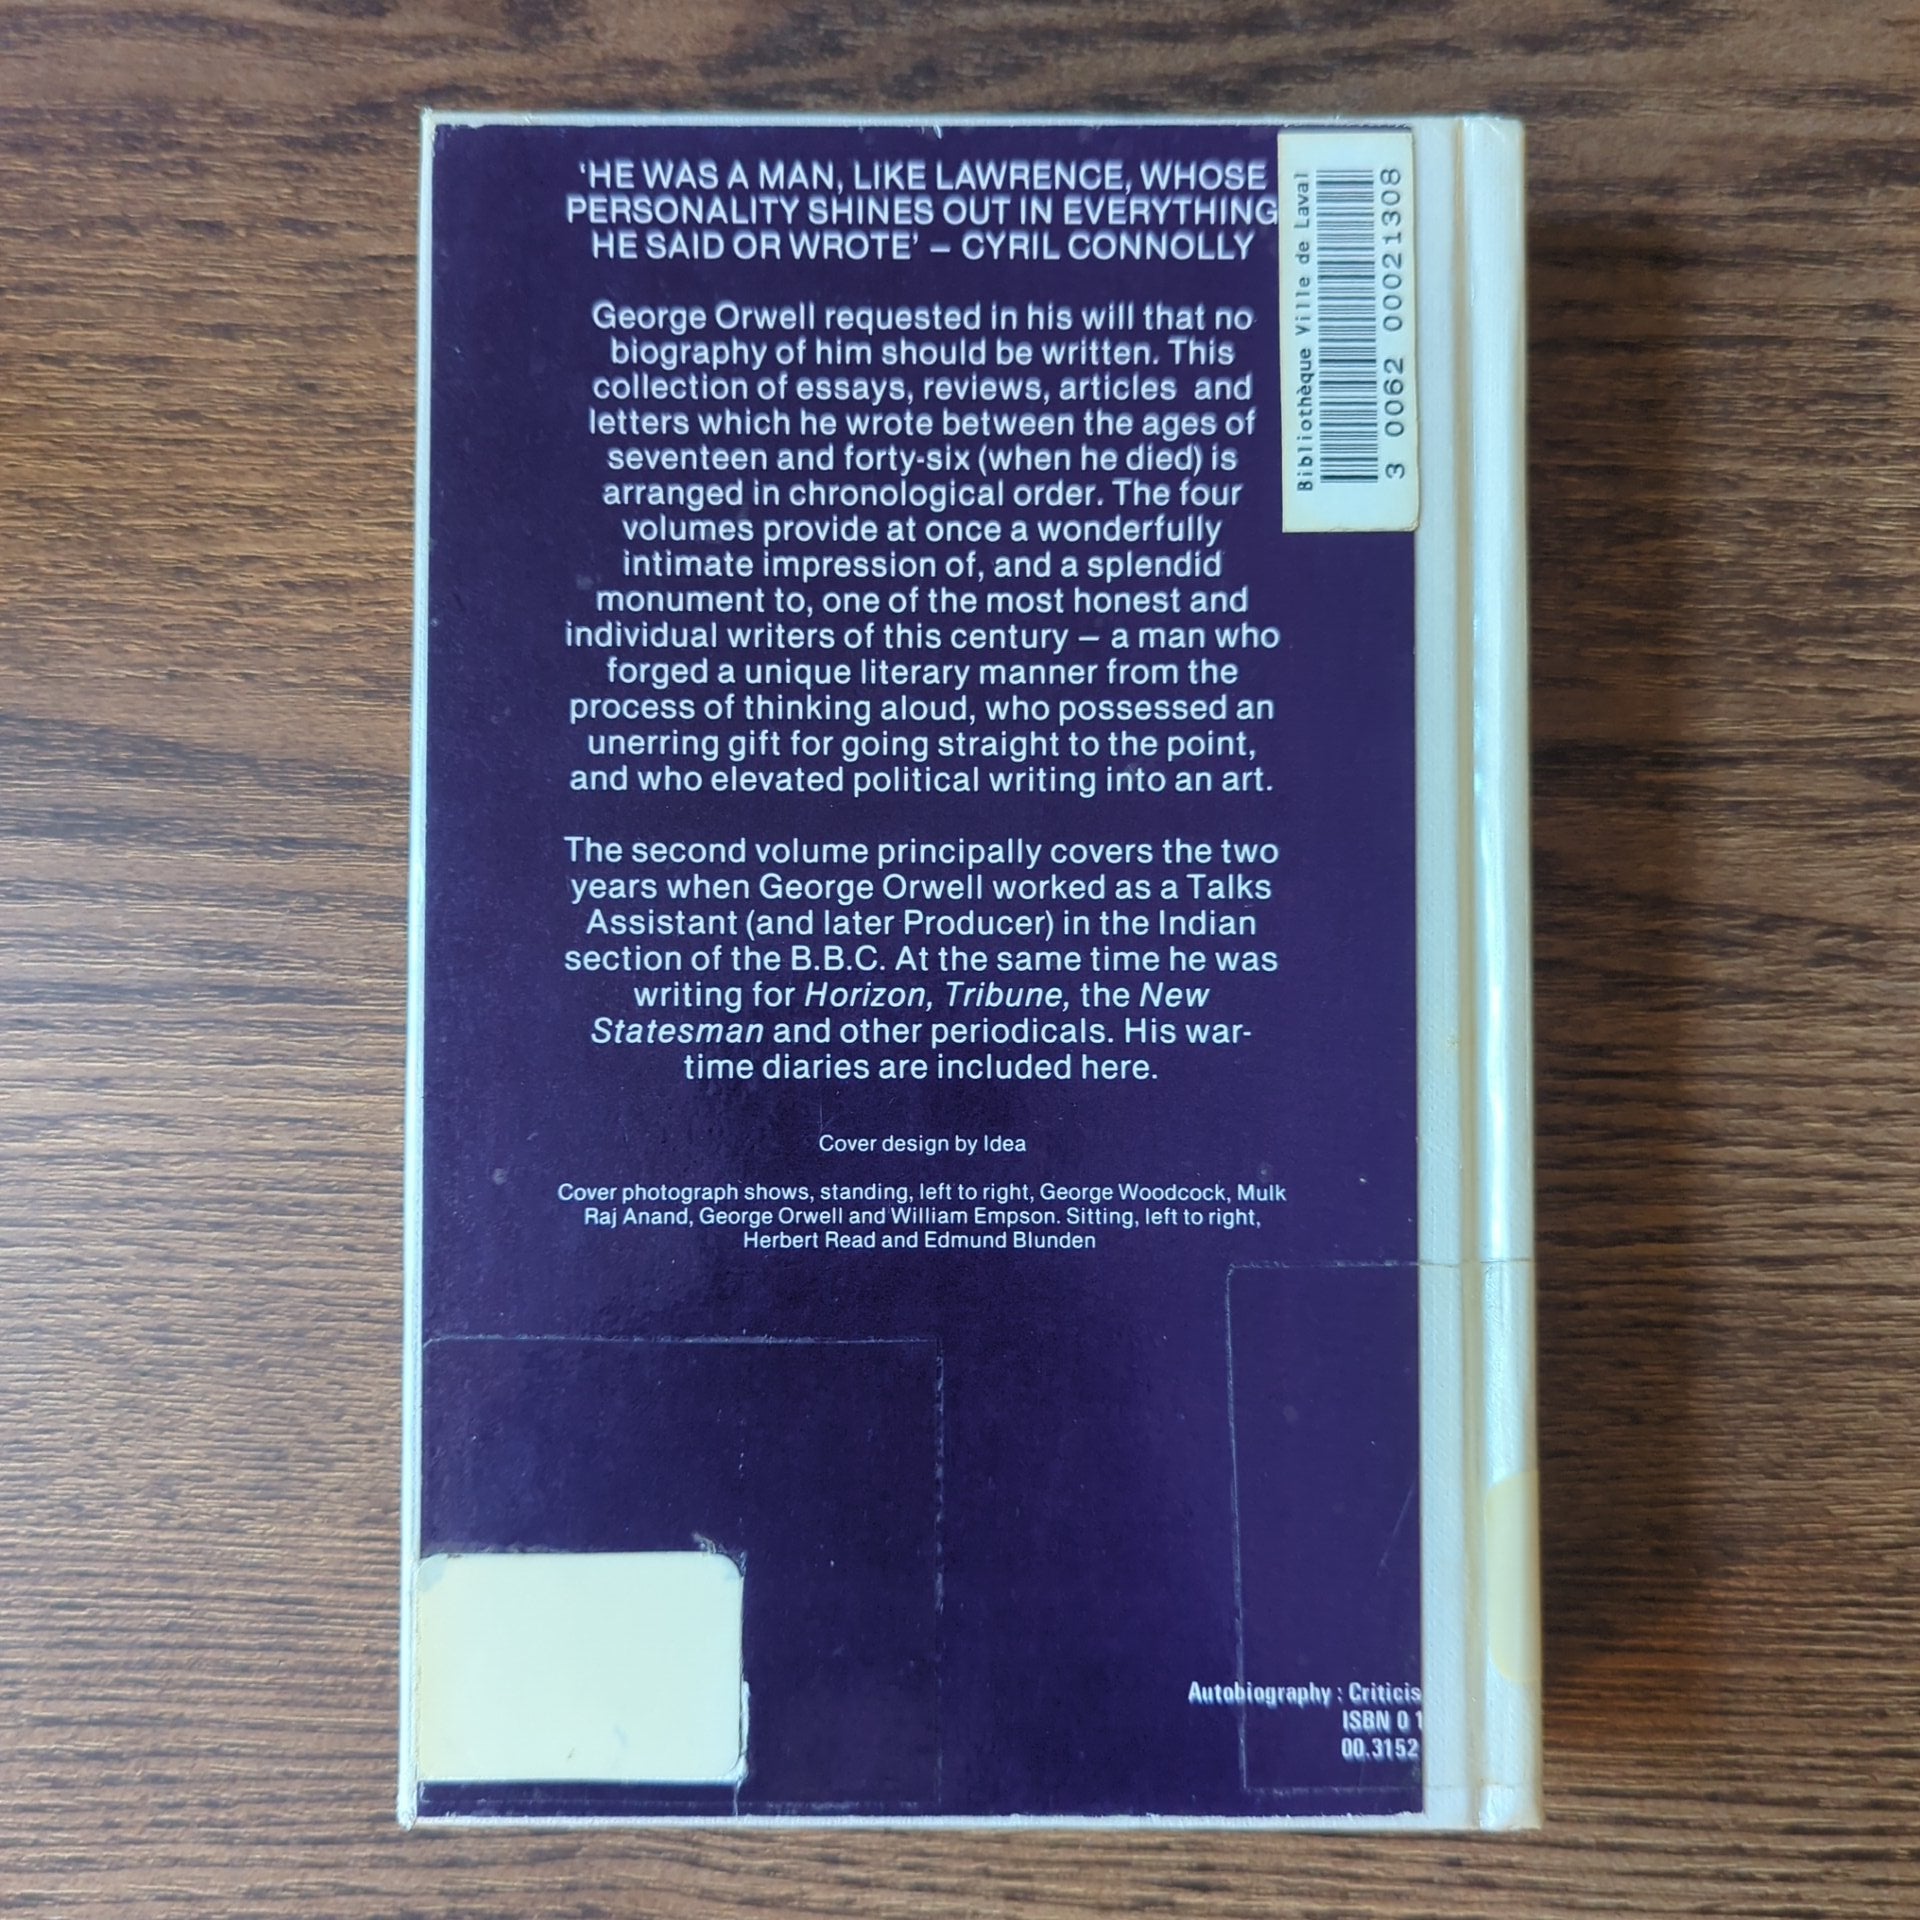 ‘HE WAS A MAN, LIKE LAWRENCE, WHOSE
PERSONALITY SHINES OUT IN EVERYTHING
HE SAID OR WROTE’ – CYRIL CONNOLLY
George Orwell requested in his will that no
biography of him should be written. This
collection of essays, reviews, articles and
letters which he wrote between the ages of
seventeen and forty-six (when he died) is
arranged in chronological order. The four
volumes provide at once a wonderfully
intimate impression of, and a splendid
monument to, one of the most honest and
individual writers of this century – a man who
forged a unique literary manner from the
process of thinking aloud, who possessed an
unerring gift for going straight to the point,
and who elevated political writing into an art.
The second volume principally covers the two
years when George Orwell worked as a Talks
Assistant (and later Producer) in the Indian
section of the B.B.C. At the same time he was
writing for Horizon, Tribune, the New
Statesman and other periodicals. His war-
time diaries are included here.
Cover design by Idea
Cover photograph shows, standing, left to right, George Woodcock, Mulk
Raj Anand, George Orwell and William Empson. Sitting, left to right,
Herbert Read and Edmund Blunden
Autobiography : Criticis
ISBN 0 1
00.3152
Bibliothèque Ville de Laval
3 0062 00021308